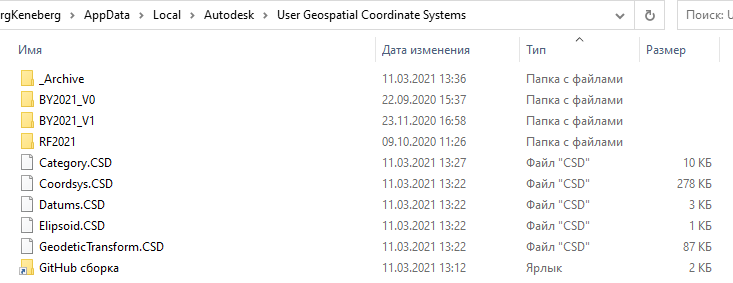 rgKeneberg > AppData > Local > Autodesk > User Geospatial Coordinate Systems Поиск: U
Имя Дата изменения Тип Размер
_Archive 11.03.2021 13:36 Папка с файлами
BY2021_V0 22.09.2020 15:37 Папка с файлами
BY2021_V1 23.11.2020 16:58 Папка с файлами
RF2021 09.10.2020 11:26 Папка с файлами
Category.CSD 11.03.2021 13:27 Файл "CSD" 10 КБ
Coordsys.CSD 11.03.2021 13:22 Файл "CSD" 278 КБ
Datums.CSD 11.03.2021 13:22 Файл "CSD" 3 КБ
Elipsoid.CSD 11.03.2021 13:22 Файл "CSD" 1 КБ
GeodeticTransform.CSD 11.03.2021 13:22 Файл "CSD" 87 КБ
GitHub сборка 11.03.2021 13:12 Ярлык 2 КБ